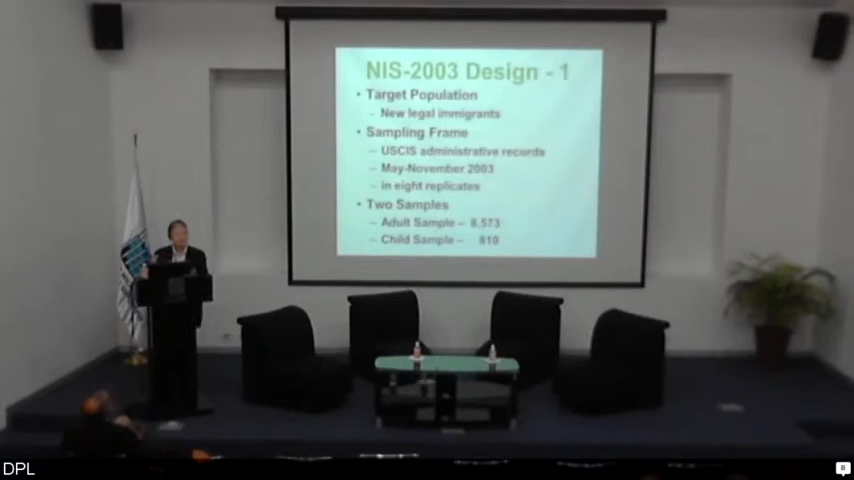 NIS-2003 Design - 1
• Target Population
– New legal immigrants
• Sampling Frame
– USCIS administrative records
– May-November 2003
– in eight replicates
• Two Samples
– Adult Sample – 8,573
– Child Sample – 810
DPL